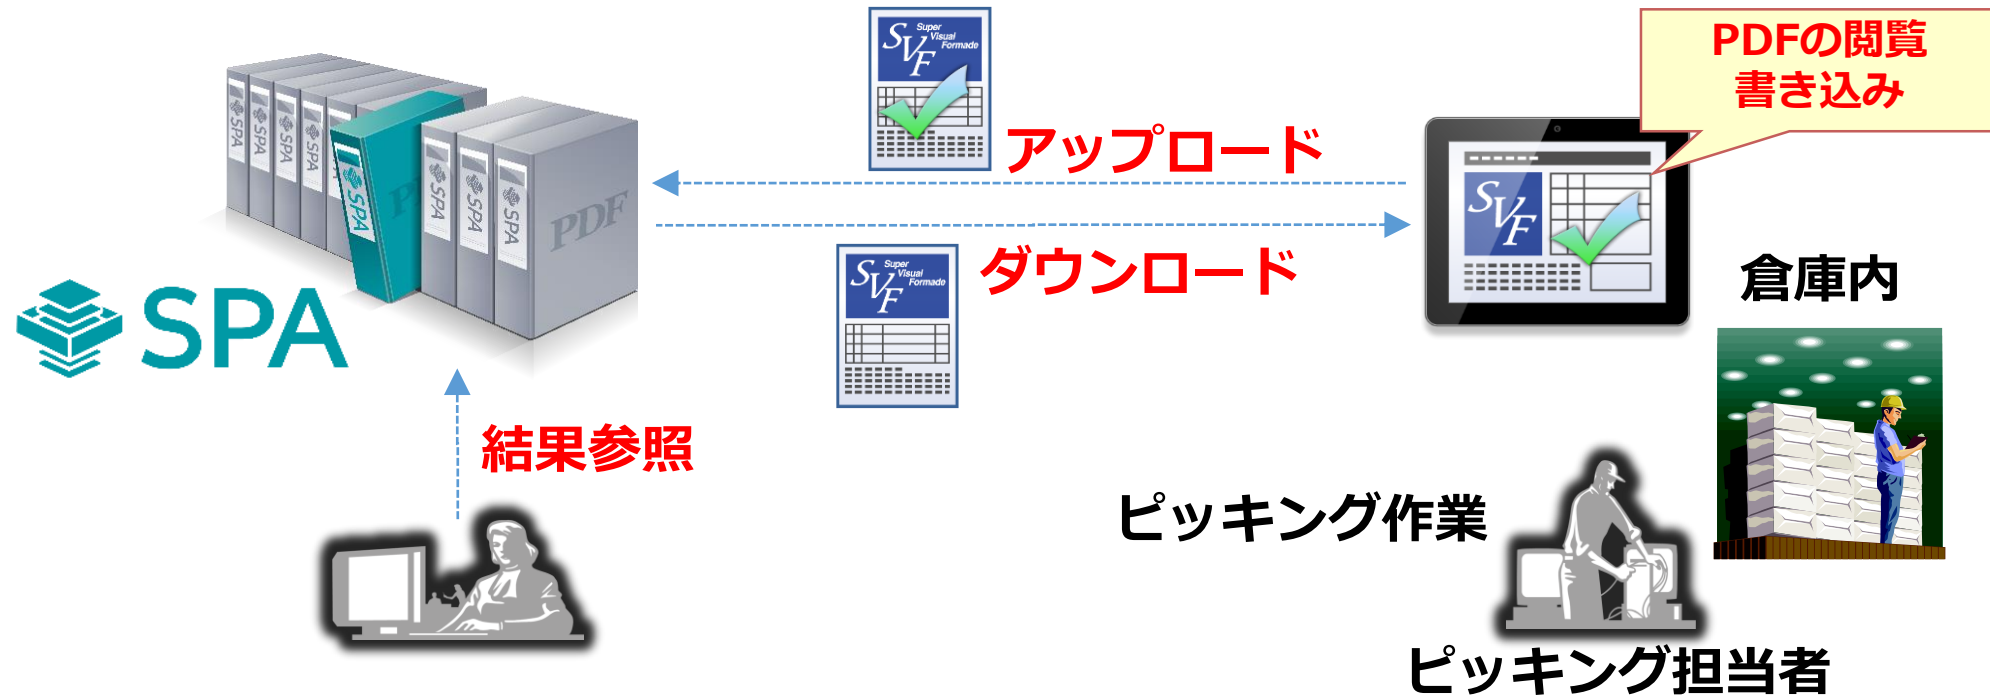 PDFの閲覧
書き込み
Super
Visual
Formade
SVF
アップロード
SPA
SPA
SPA
SPA
SPA
SPA
SPA
SPA
PDF
SVF
ダウンロード
Super
Visual
Formade
SVF
倉庫内
SPA
結果参照
ピッキング作業
ピッキング担当者